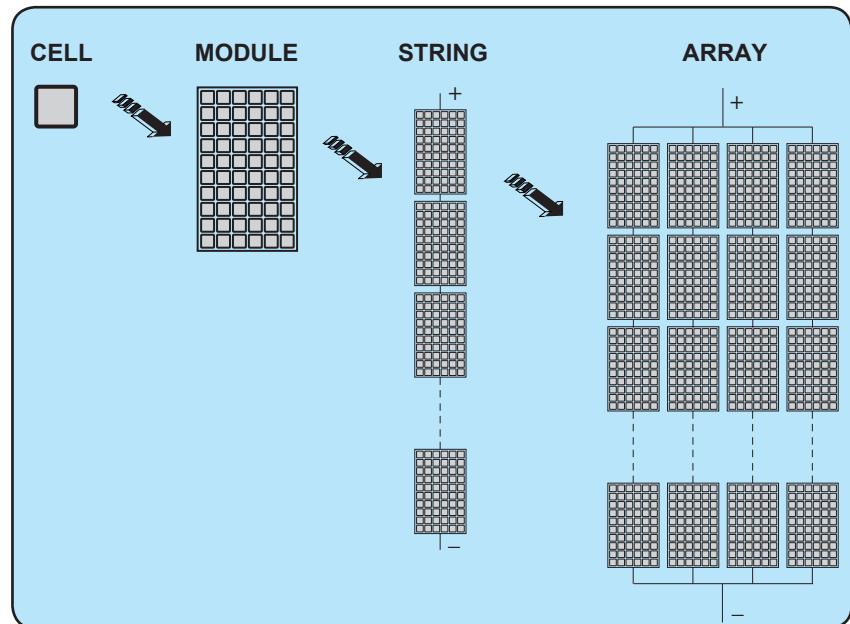 CELL MODULE STRING ARRAY
+ +
−
−